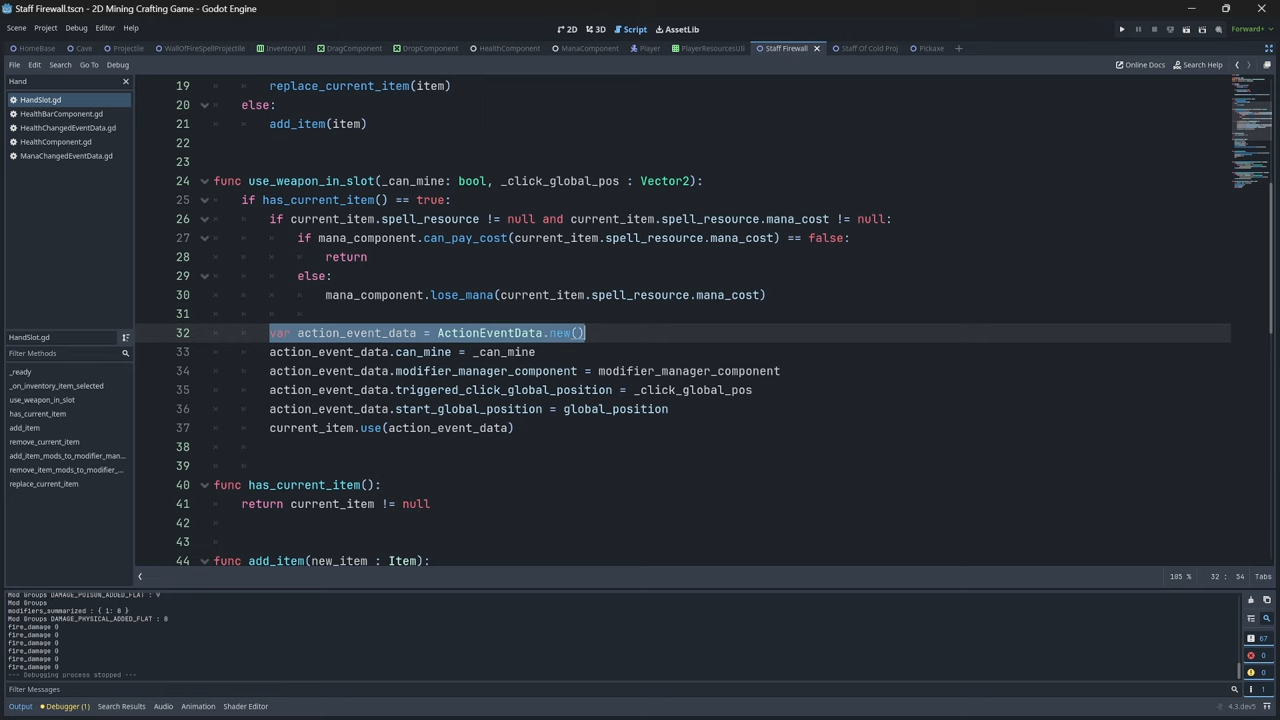 Staff Firewall.tscn - 2D Mining Crafting Game - Godot Engine
Scene Project Debug Editor Help
2D 3D Script AssetLib
Forward+
HomeBase Cave Projectile WallOfFireSpellProjectile InventoryUI DragComponent DropComponent HealthComponent ManaComponent Player PlayerResourcesUI Staff Firewall Staff Of Cold Proj Pickaxe
File Edit Search Go To Debug
Online Docs Search Help
Hand
HandSlot.gd
HealthBarComponent.gd
HealthChangedEventData.gd
HealthComponent.gd
ManaChangedEventData.gd
HandSlot.gd
Filter Methods
_ready
_on_inventory_item_selected
use_weapon_in_slot
has_current_item
add_item
remove_current_item
add_item_mods_to_modifier_man...
remove_item_mods_to_modifier_...
replace_current_item
19 replace_current_item(item)
20 else:
21 add_item(item)
22
23
24 func use_weapon_in_slot(_can_mine: bool, _click_global_pos : Vector2):
25 if has_current_item() == true:
26 if current_item.spell_resource != null and current_item.spell_resource.mana_cost != null:
27 if mana_component.can_pay_cost(current_item.spell_resource.mana_cost) == false:
28 return
29 else:
30 mana_component.lose_mana(current_item.spell_resource.mana_cost)
31
32 var action_event_data = ActionEventData.new()
33 action_event_data.can_mine = _can_mine
34 action_event_data.modifier_manager_component = modifier_manager_component
35 action_event_data.triggered_click_global_position = _click_global_pos
36 action_event_data.start_global_position = global_position
37 current_item.use(action_event_data)
38
39
40 func has_current_item():
41 return current_item != null
42
43
44 func add_item(new_item : Item):
105 % 32 : 54 Tabs
Mod Groups DAMAGE_POISON_ADDED_FLAT : 9
Mod Groups
modifiers_summarized : { 1: 8 }
Mod Groups DAMAGE_PHYSICAL_ADDED_FLAT : 8
fire_damage 0
fire_damage 0
fire_damage 0
fire_damage 0
fire_damage 0
fire_damage 0
--- Debugging process stopped ---
67
0
0
1
Filter Messages
Output Debugger (1) Search Results Audio Animation Shader Editor
4.3.dev5